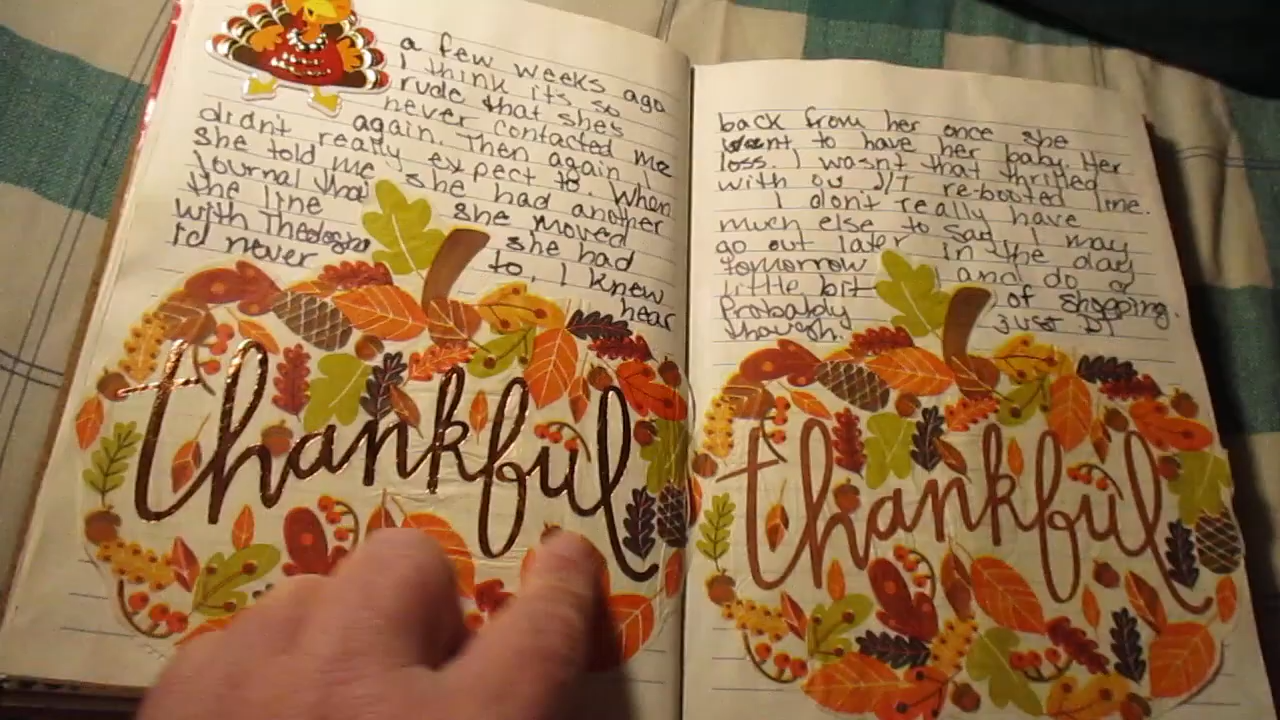 a few weeks ago
I think its so
rude that she's
never contacted me
again. Then again I
didn't really expect to. When
she told me she had another
Journal that she moved
the line she had
with to. I knew
I'd never hear
thankful
back from her once she
went to have her baby. Her
loss. I wasn't that thrilled
with our re-booted line.
I don't really have
much else to say. I may
go out later in the day
tomorrow and do a
little bit of shopping.
Probably just
though.
thankful